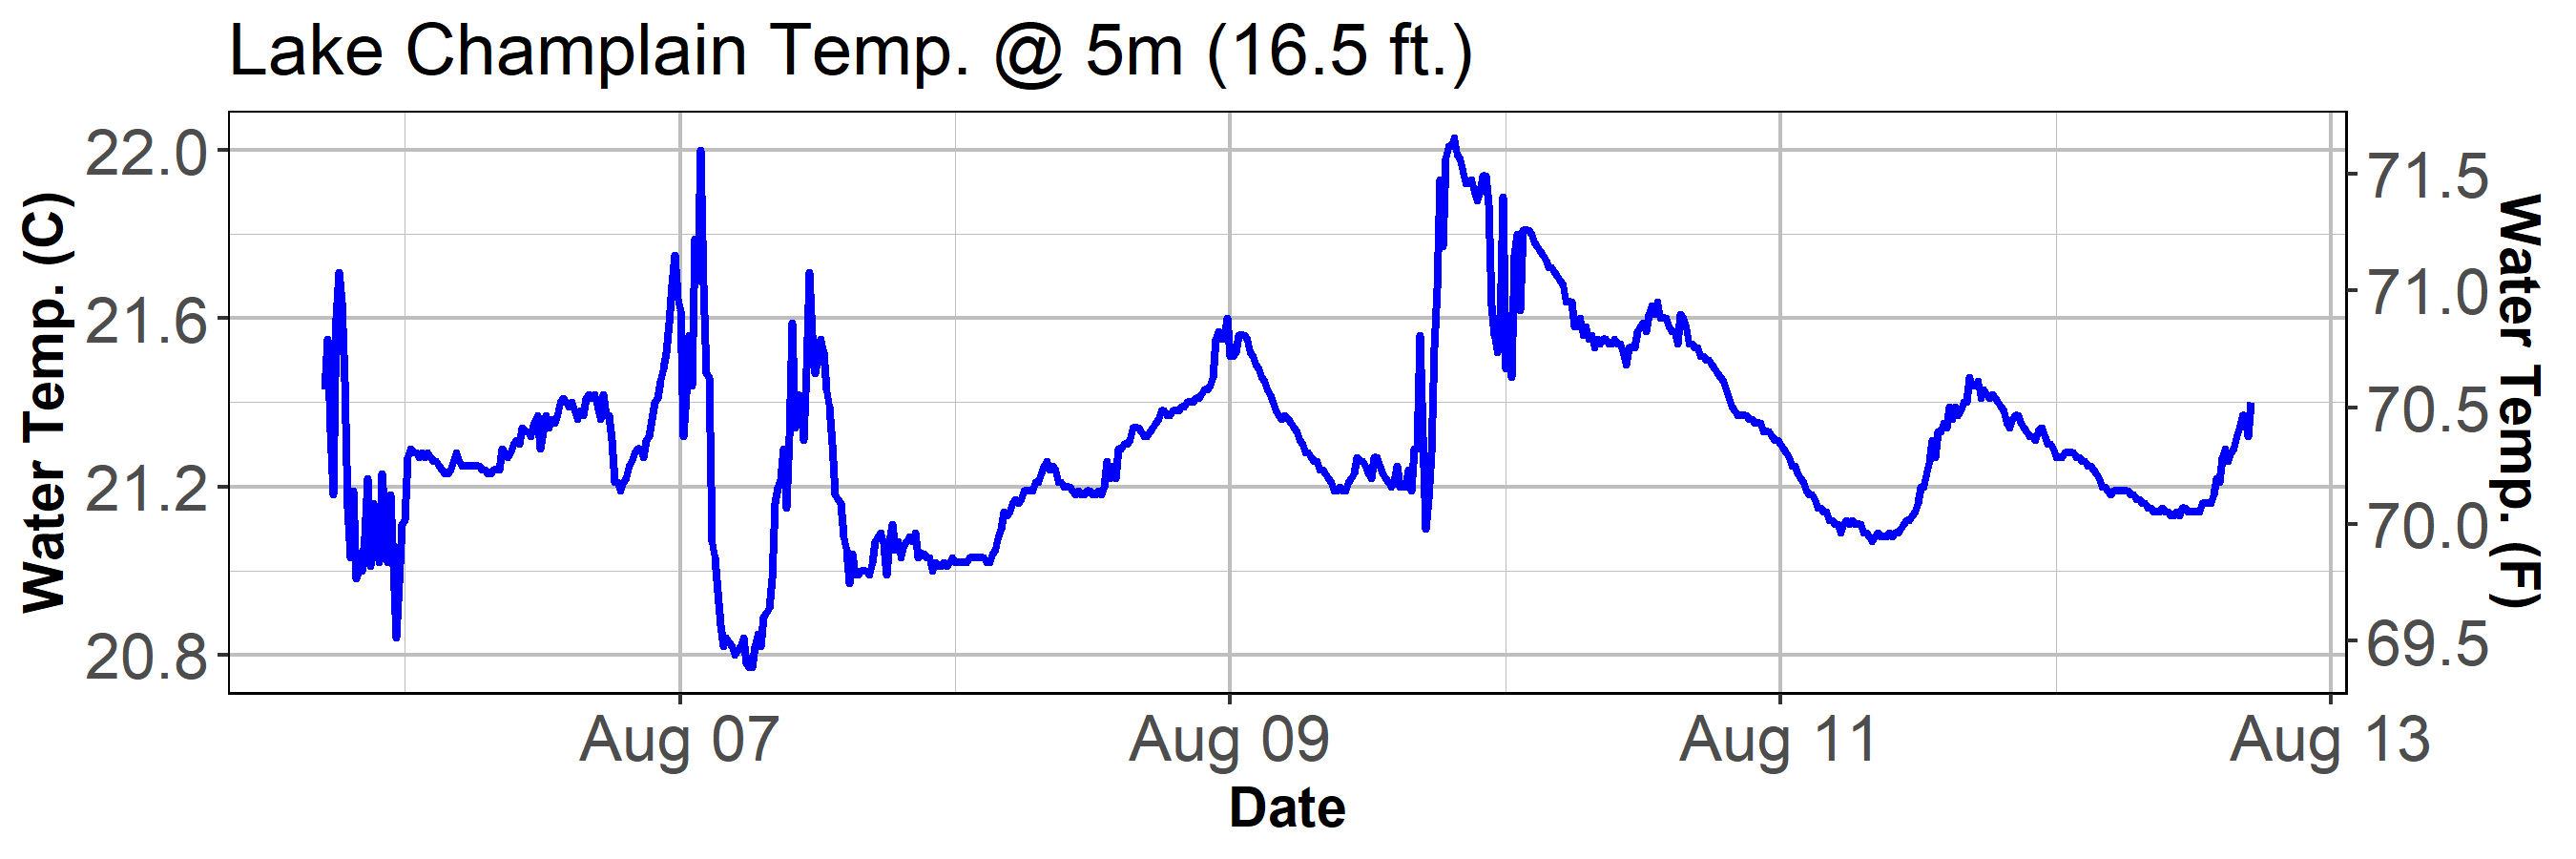 Lake Champlain Temp. @ 5m (16.5 ft.)
Water Temp. (C)
22.0
21.6
21.2
20.8
71.5
71.0
70.5
70.0
69.5
Water Temp. (F)
Aug 07 Aug 09 Aug 11 Aug 13
Date